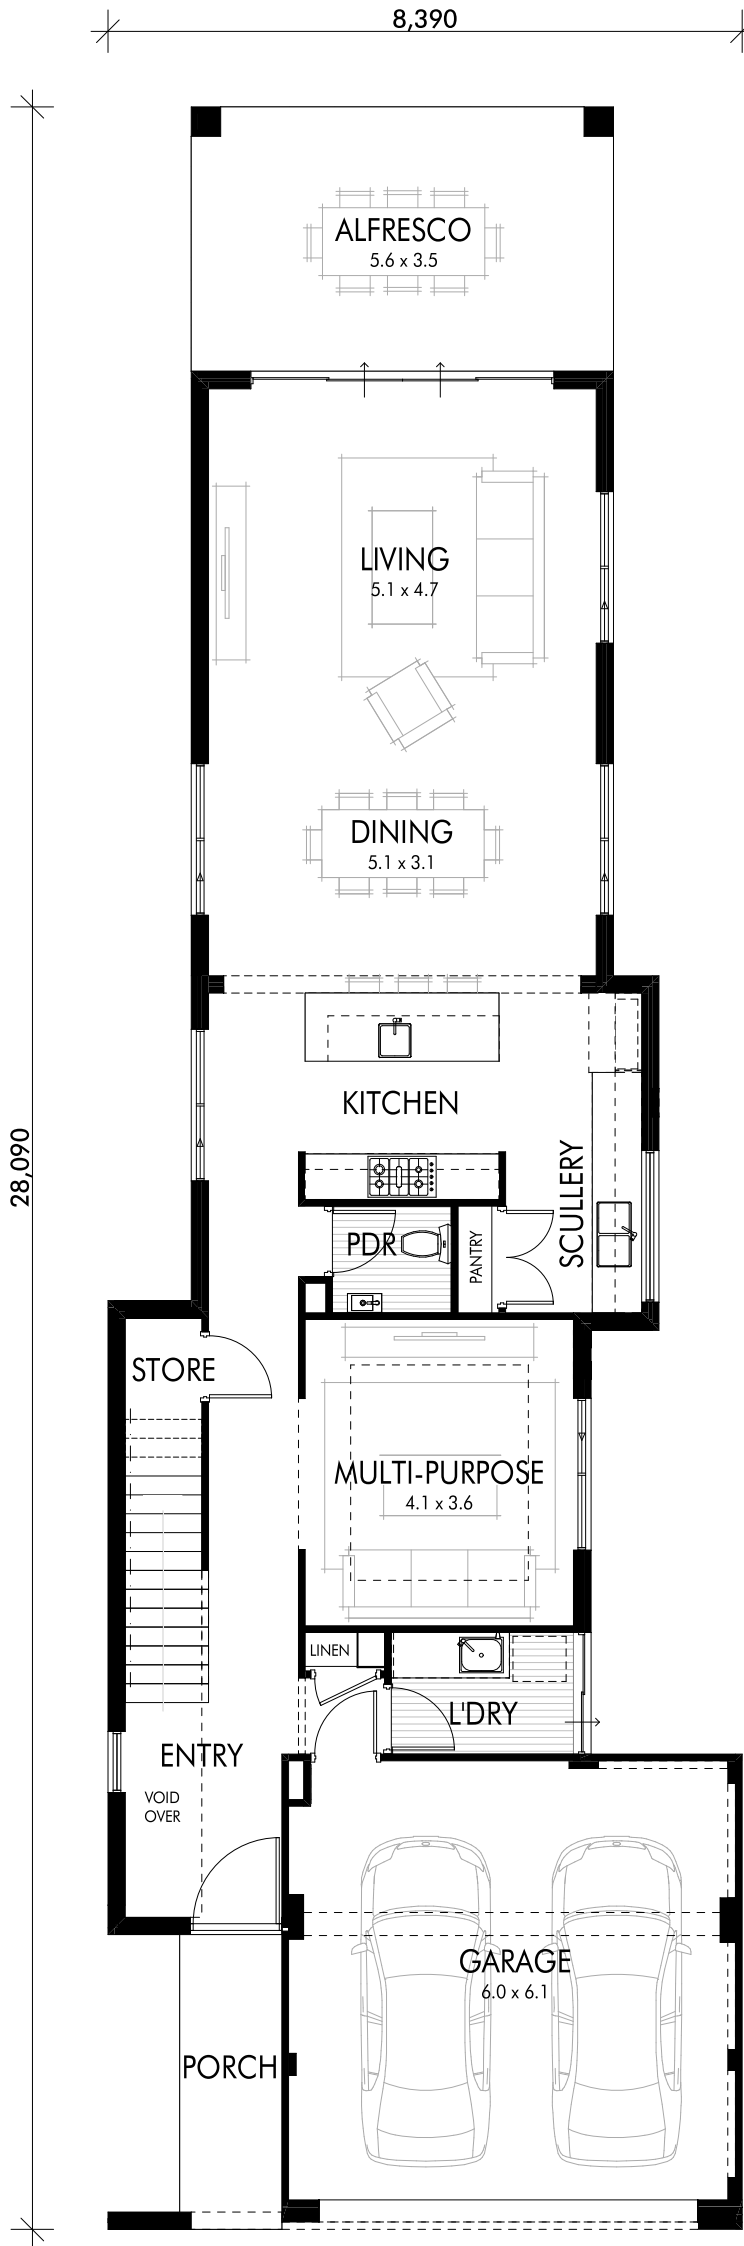 8,390
ALFRESCO
5.6 x 3.5
LIVING
5.1 x 4.7
DINING
5.1 x 3.1
KITCHEN
28,090
SCULLERY
PDR
PANTRY
STORE
MULTI-PURPOSE
4.1 x 3.6
LINEN
L'DRY
ENTRY
VOID
OVER
GARAGE
6.0 x 6.1
PORCH